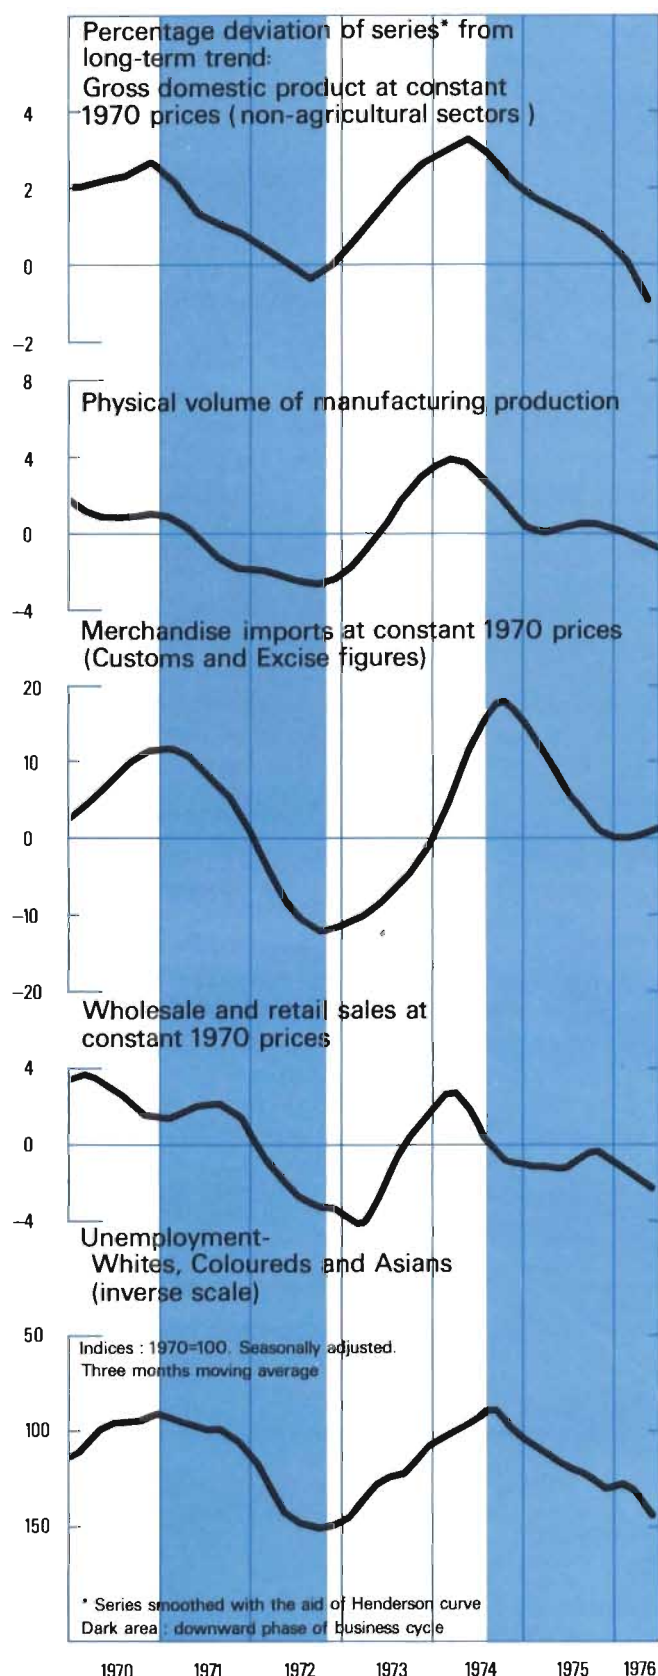 Percentage deviation of series* from
long-term trend:
Gross domestic product at constant
1970 prices (non-agricultural sectors)
4
2
0
–2
8
Physical volume of manufacturing production
4
0
–4
Merchandise imports at constant 1970 prices
(Customs and Excise figures)
20
10
0
–10
–20
Wholesale and retail sales at
constant 1970 prices
4
0
–4
Unemployment-
Whites, Coloureds and Asians
(inverse scale)
50
Indices : 1970=100. Seasonally adjusted.
Three months moving average
100
150
* Series smoothed with the aid of Henderson curve
Dark area : downward phase of business cycle
1970 1971 1972 1973 1974 1975 1976